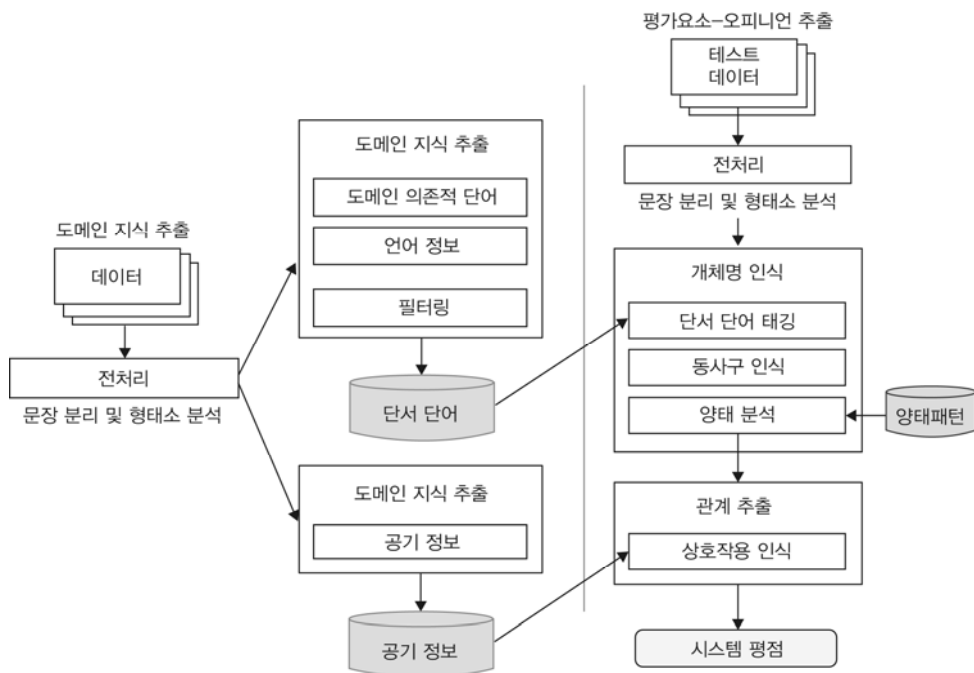 도메인 지식 추출
데이터
전처리
문장 분리 및 형태소 분석
도메인 지식 추출
도메인 의존적 단어
언어 정보
필터링
단서 단어
도메인 지식 추출
공기 정보
공기 정보
평가요소–오피니언 추출
테스트
데이터
전처리
문장 분리 및 형태소 분석
개체명 인식
단서 단어 태깅
동사구 인식
양태 분석
양태패턴
관계 추출
상호작용 인식
시스템 평점